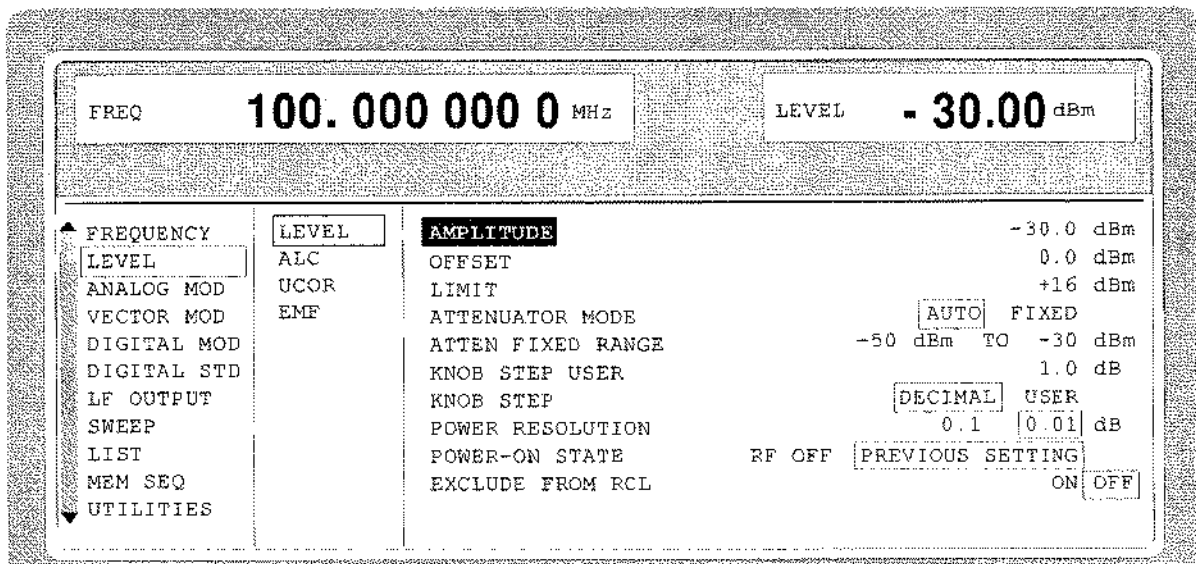 FREQ 100. 000 000 0 MHz LEVEL - 30.00 dBm
FREQUENCY
LEVEL
ANALOG MOD
VECTOR MOD
DIGITAL MOD
DIGITAL STD
LF OUTPUT
SWEEP
LIST
MEM SEQ
UTILITIES
LEVEL
ALC
UCOR
EMF
AMPLITUDE -30.0 dBm
OFFSET 0.0 dBm
LIMIT +16 dBm
ATTENUATOR MODE AUTO FIXED
ATTEN FIXED RANGE -50 dBm TO -30 dBm
KNOB STEP USER 1.0 dB
KNOB STEP DECIMAL USER
POWER RESOLUTION 0.1 0.01 dB
POWER-ON STATE RF OFF PREVIOUS SETTING
EXCLUDE FROM RCL ON OFF